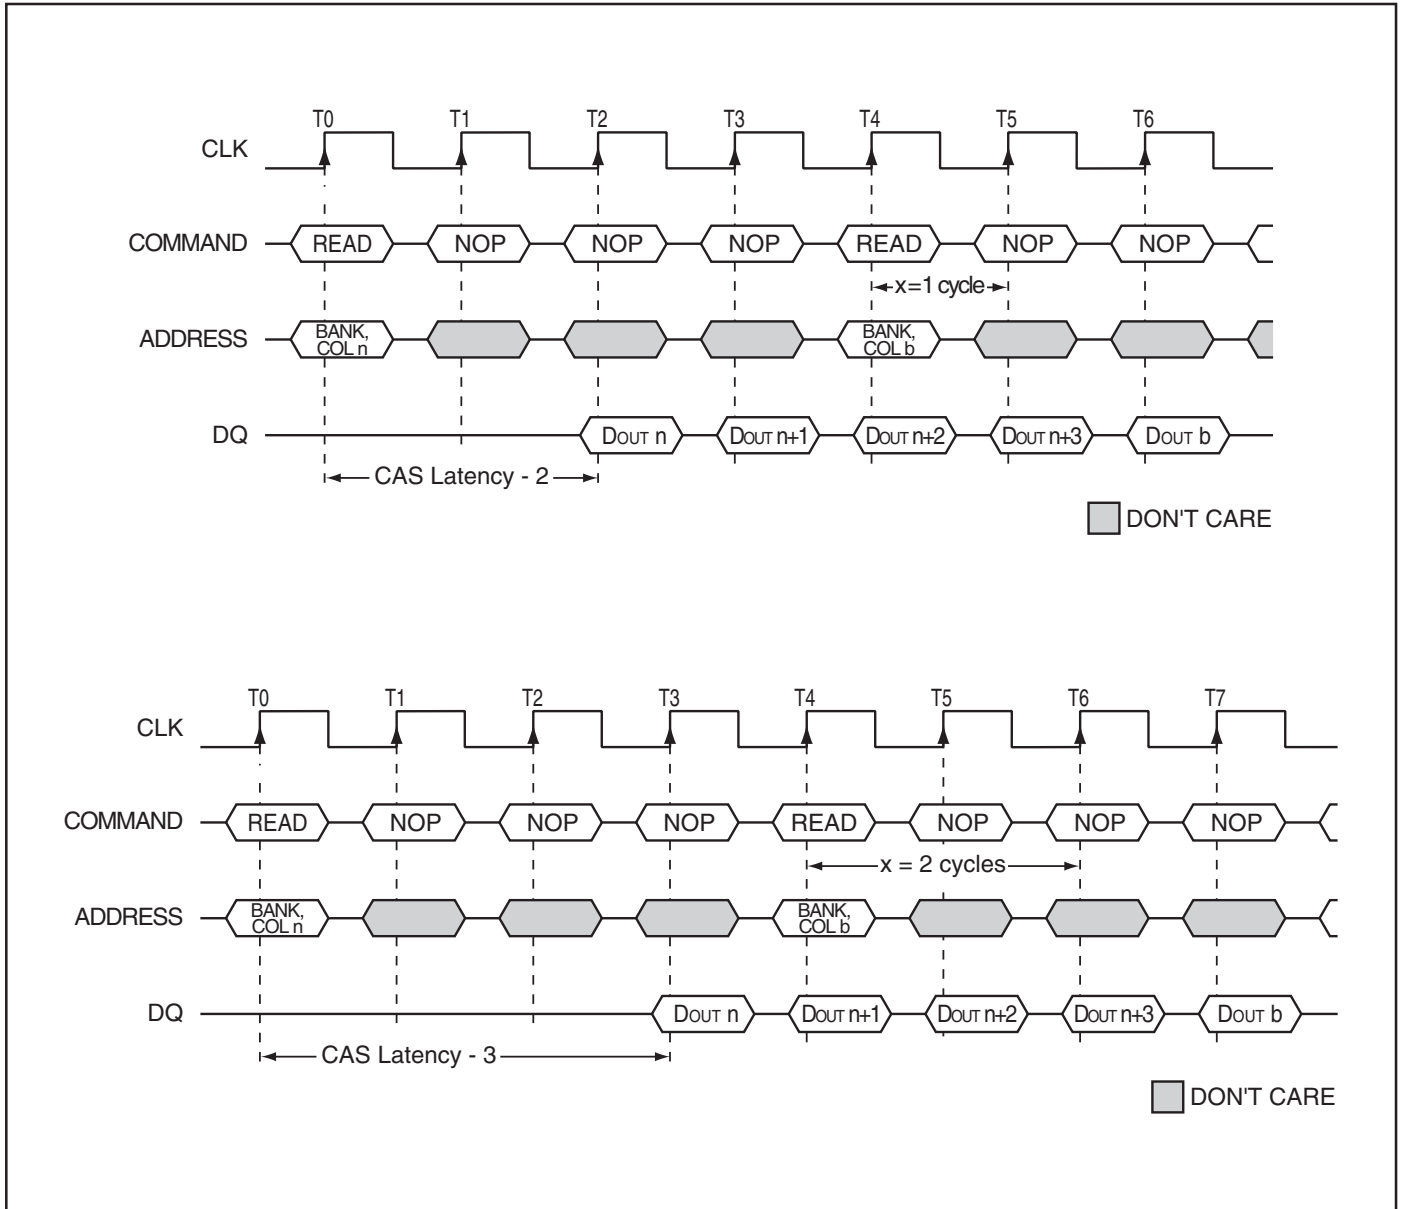 T0 T1 T2 T3 T4 T5 T6
CLK
COMMAND READ NOP NOP NOP READ NOP NOP
x=1 cycle
ADDRESS BANK, COL n BANK, COL b
DQ DOUT n DOUT n+1 DOUT n+2 DOUT n+3 DOUT b
CAS Latency - 2
DON'T CARE
T0 T1 T2 T3 T4 T5 T6 T7
CLK
COMMAND READ NOP NOP NOP READ NOP NOP NOP
x = 2 cycles
ADDRESS BANK, COL n BANK, COL b
DQ DOUT n DOUT n+1 DOUT n+2 DOUT n+3 DOUT b
CAS Latency - 3
DON'T CARE